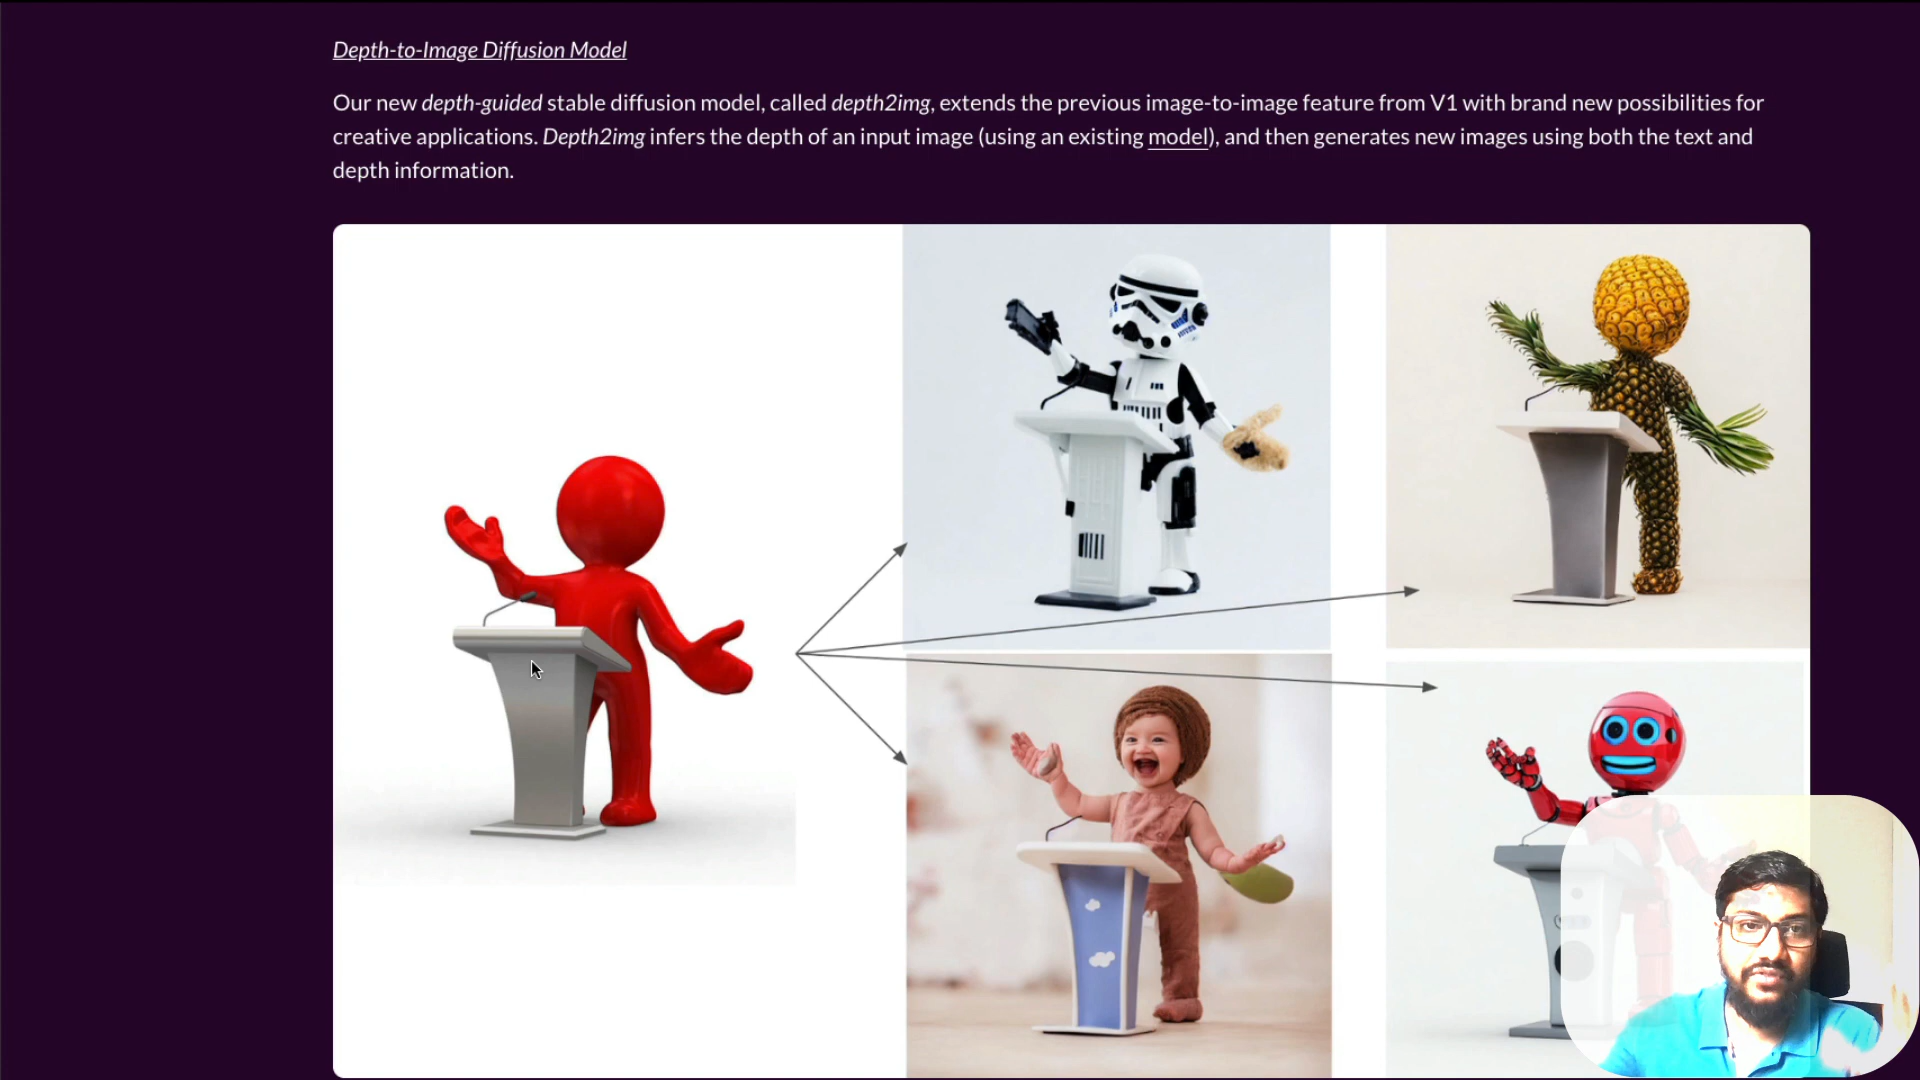 Depth-to-Image Diffusion Model
Our new depth-guided stable diffusion model, called depth2img, extends the previous image-to-image feature from V1 with brand new possibilities for
creative applications. Depth2img infers the depth of an input image (using an existing model), and then generates new images using both the text and
depth information.